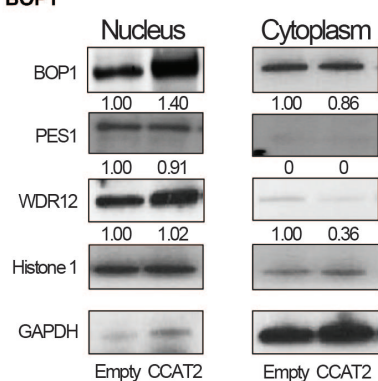 BOP1
Nucleus Cytoplasm
BOP1
1.00 1.40 1.00 0.86
PES1
1.00 0.91 0 0
WDR12
1.00 1.02 1.00 0.36
Histone 1
GAPDH
Empty CCAT2 Empty CCAT2